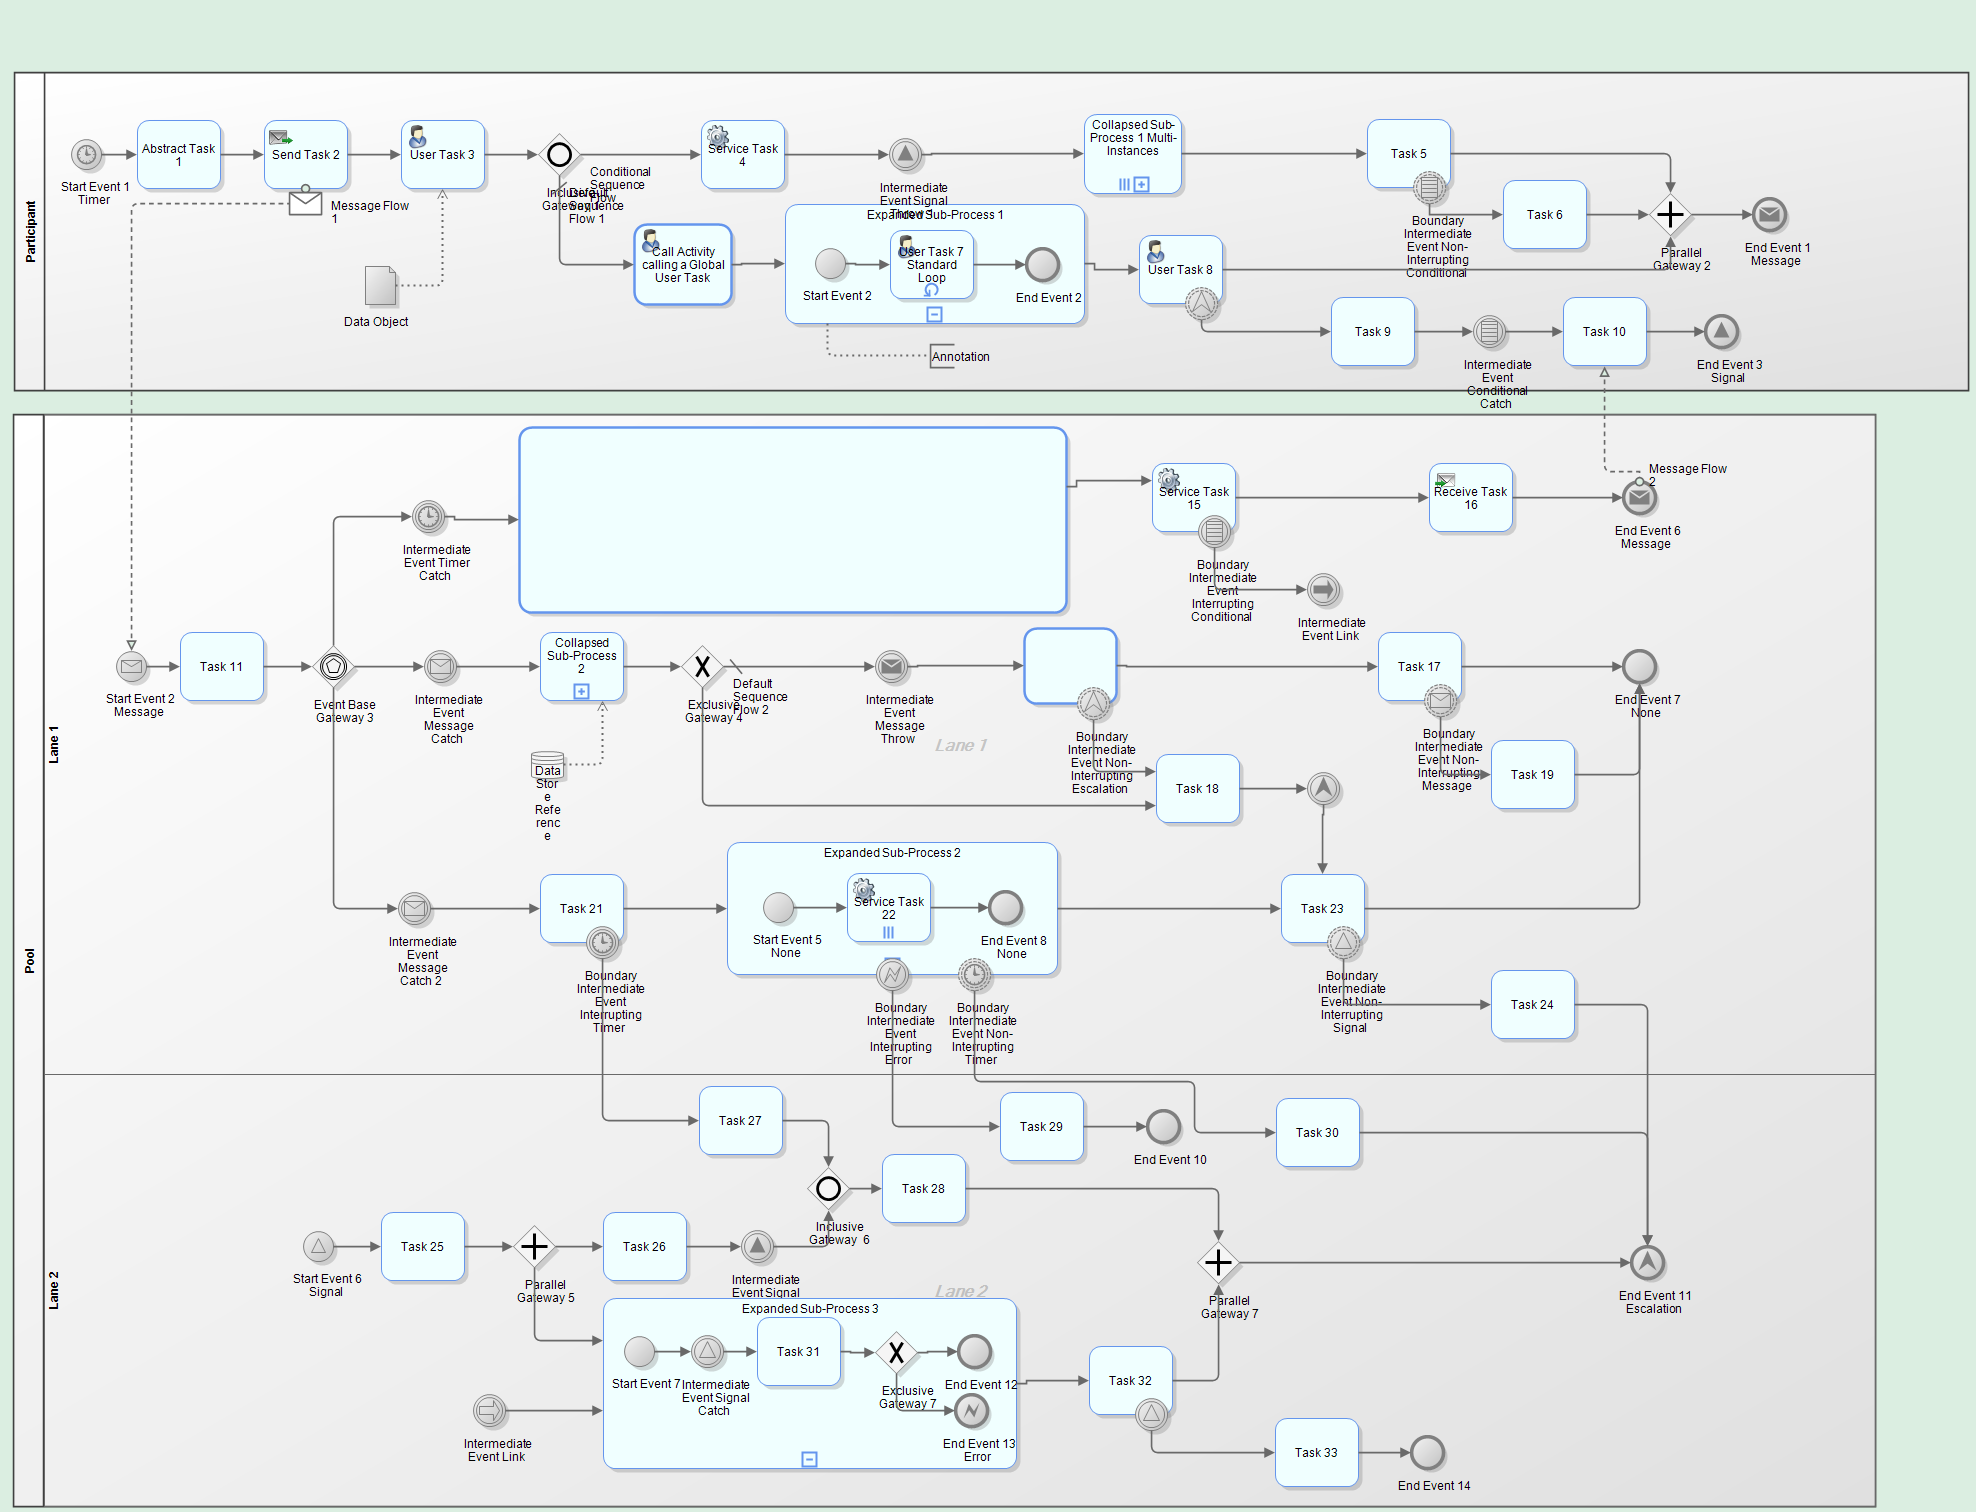 Participant
Start Event 1
Timer
Abstract Task
1
Send Task 2
Message Flow
1
User Task 3
Data Object
Inclusive
Gateway 1
Conditional
Sequence
Flow
Default
Sequence
Flow 1
Service Task
4
Intermediate
Event Signal
Throw 1
Collapsed Sub-
Process 1 Multi-
Instances
Task 5
Boundary
Intermediate
Event Non-
Interrupting
Conditional
Task 6
Parallel
Gateway 2
End Event 1
Message
Call Activity
calling a Global
User Task
Expanded Sub-Process 1
Start Event 2
User Task 7
Standard
Loop
End Event 2
Annotation
User Task 8
Task 9
Intermediate
Event
Conditional
Catch
Task 10
End Event 3
Signal
Pool
Lane 1
Lane 1
Start Event 2
Message
Task 11
Event Base
Gateway 3
Intermediate
Event Timer
Catch
Service Task
15
Boundary
Intermediate
Event
Interrupting
Conditional
Intermediate
Event Link
Receive Task
16
Message Flow
2
End Event 6
Message
Intermediate
Event
Message
Catch
Collapsed
Sub-Process
2
Data
Stor
e
Refe
renc
e
Exclusive
Gateway 4
Default
Sequence
Flow 2
Intermediate
Event
Message
Throw
Boundary
Intermediate
Event Non-
Interrupting
Escalation
Task 17
Boundary
Intermediate
Event Non-
Interrupting
Message
End Event 7
None
Task 18
Task 19
Intermediate
Event
Message
Catch 2
Task 21
Boundary
Intermediate
Event
Interrupting
Timer
Expanded Sub-Process 2
Start Event 5
None
Service Task
22
End Event 8
None
Boundary
Intermediate
Event
Interrupting
Error
Boundary
Intermediate
Event Non-
Interrupting
Timer
Task 23
Boundary
Intermediate
Event Non-
Interrupting
Signal
Task 24
Lane 2
Lane 2
Task 27
Task 29
End Event 10
Task 30
Inclusive
Gateway 6
Task 28
Start Event 6
Signal
Task 25
Parallel
Gateway 5
Task 26
Intermediate
Event Signal
Parallel
Gateway 7
End Event 11
Escalation
Expanded Sub-Process 3
Start Event 7
Intermediate
Event Signal
Catch
Task 31
Exclusive
Gateway 7
End Event 12
End Event 13
Error
Intermediate
Event Link
Task 32
Task 33
End Event 14